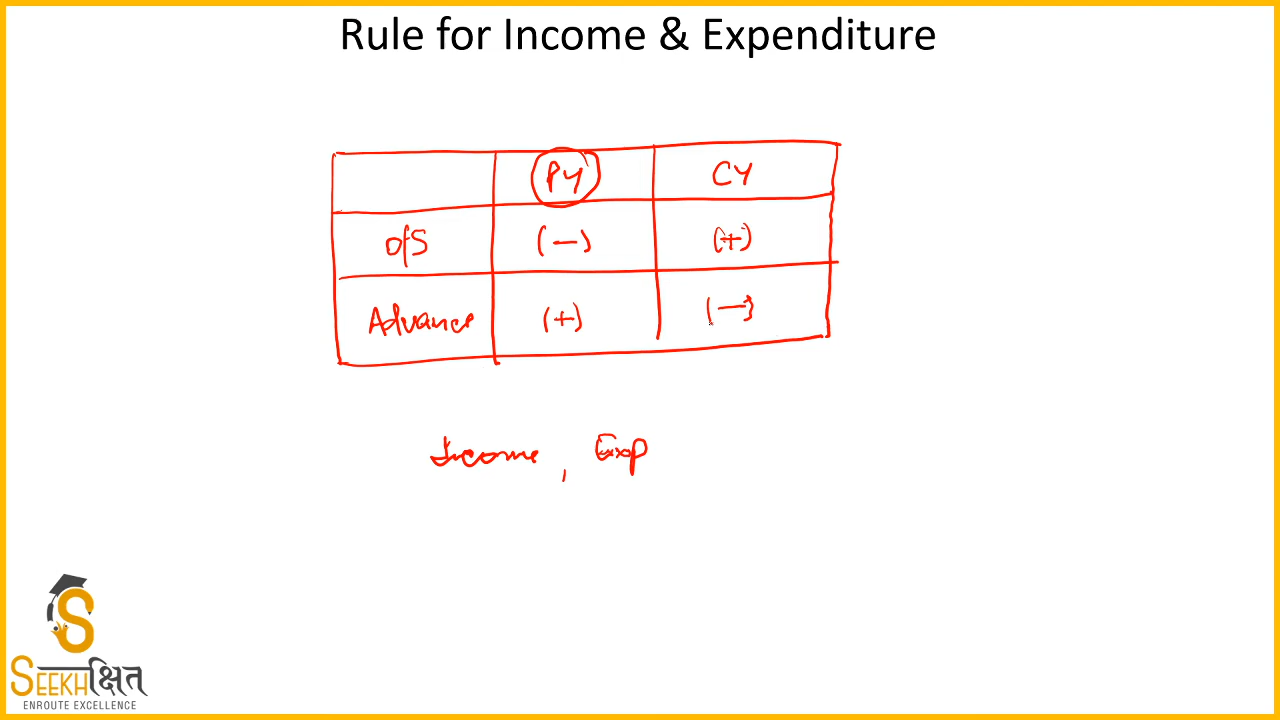 Rule for Income & Expenditure
PY CY
O/S (-) (+)
Advance (+) (-)
Income, Exp
S
SEEKHक्षित
ENROUTE EXCELLENCE